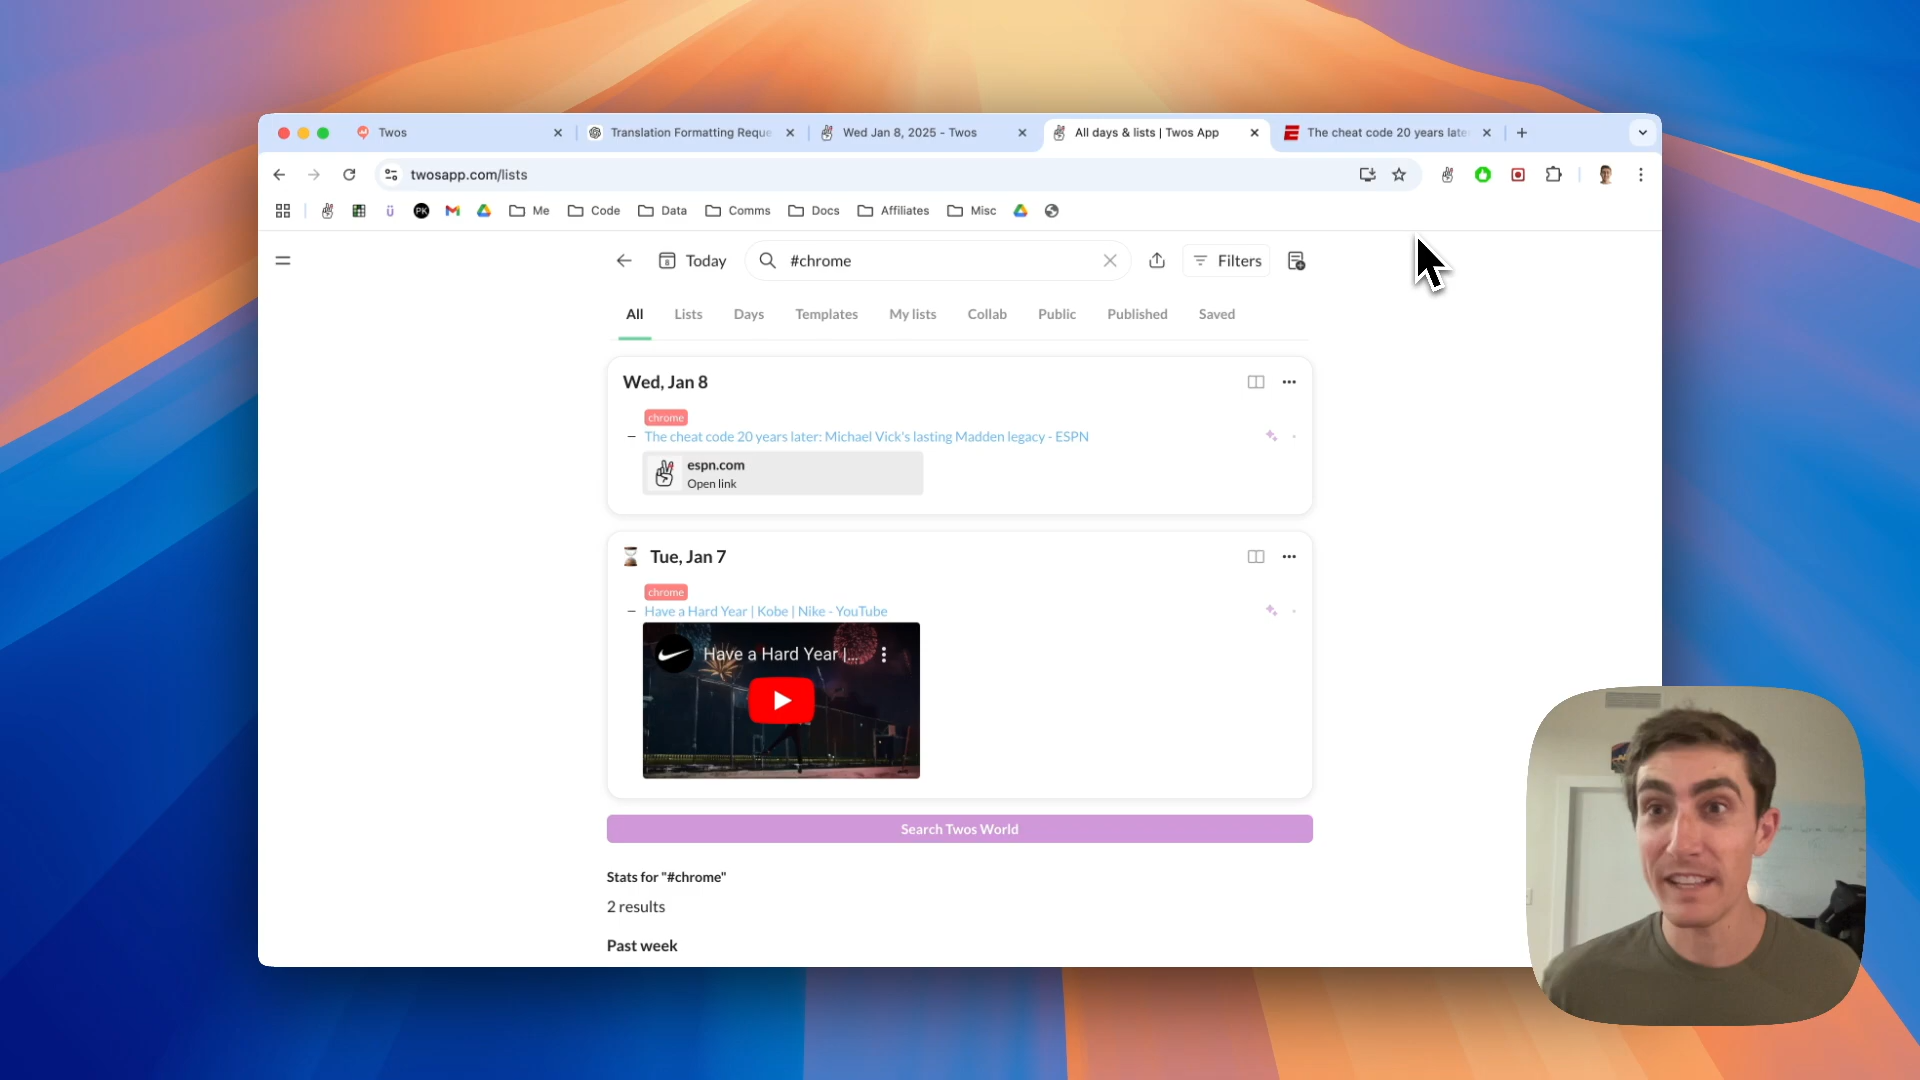 Twos
Translation Formatting Reque
Wed Jan 8, 2025 - Twos
All days & lists | Twos App
The cheat code 20 years late
twosapp.com/lists
PK
Me
Code
Data
Comms
Docs
Affiliates
Misc
Today
#chrome
Filters
All
Lists
Days
Templates
My lists
Collab
Public
Published
Saved
Wed, Jan 8
chrome
The cheat code 20 years later: Michael Vick's lasting Madden legacy - ESPN
espn.com
Open link
Tue, Jan 7
chrome
Have a Hard Year | Kobe | Nike - YouTube
Have a Hard Year |...
Search Twos World
Stats for "#chrome"
2 results
Past week